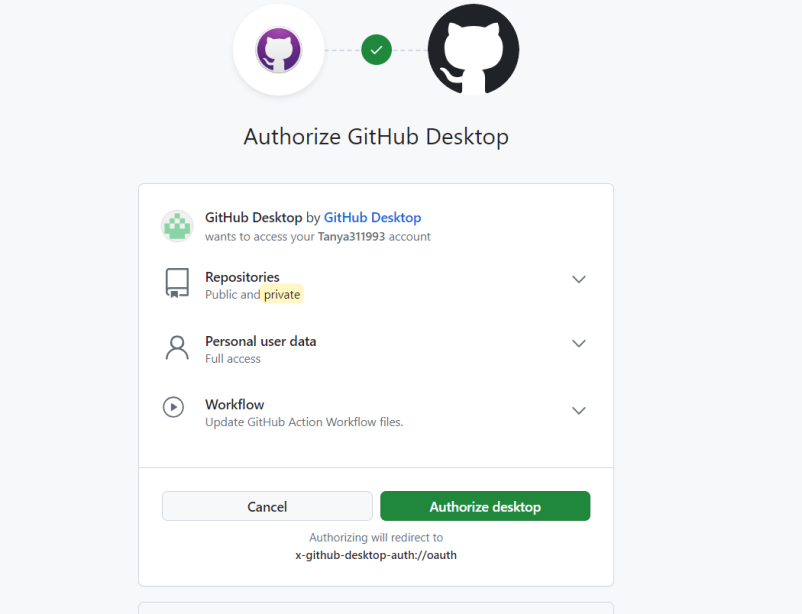 Authorize GitHub Desktop
GitHub Desktop by GitHub Desktop
wants to access your Tanya311993 account
Repositories
Public and private
Personal user data
Full access
Workflow
Update GitHub Action Workflow files.
Cancel
Authorize desktop
Authorizing will redirect to
x-github-desktop-auth://oauth